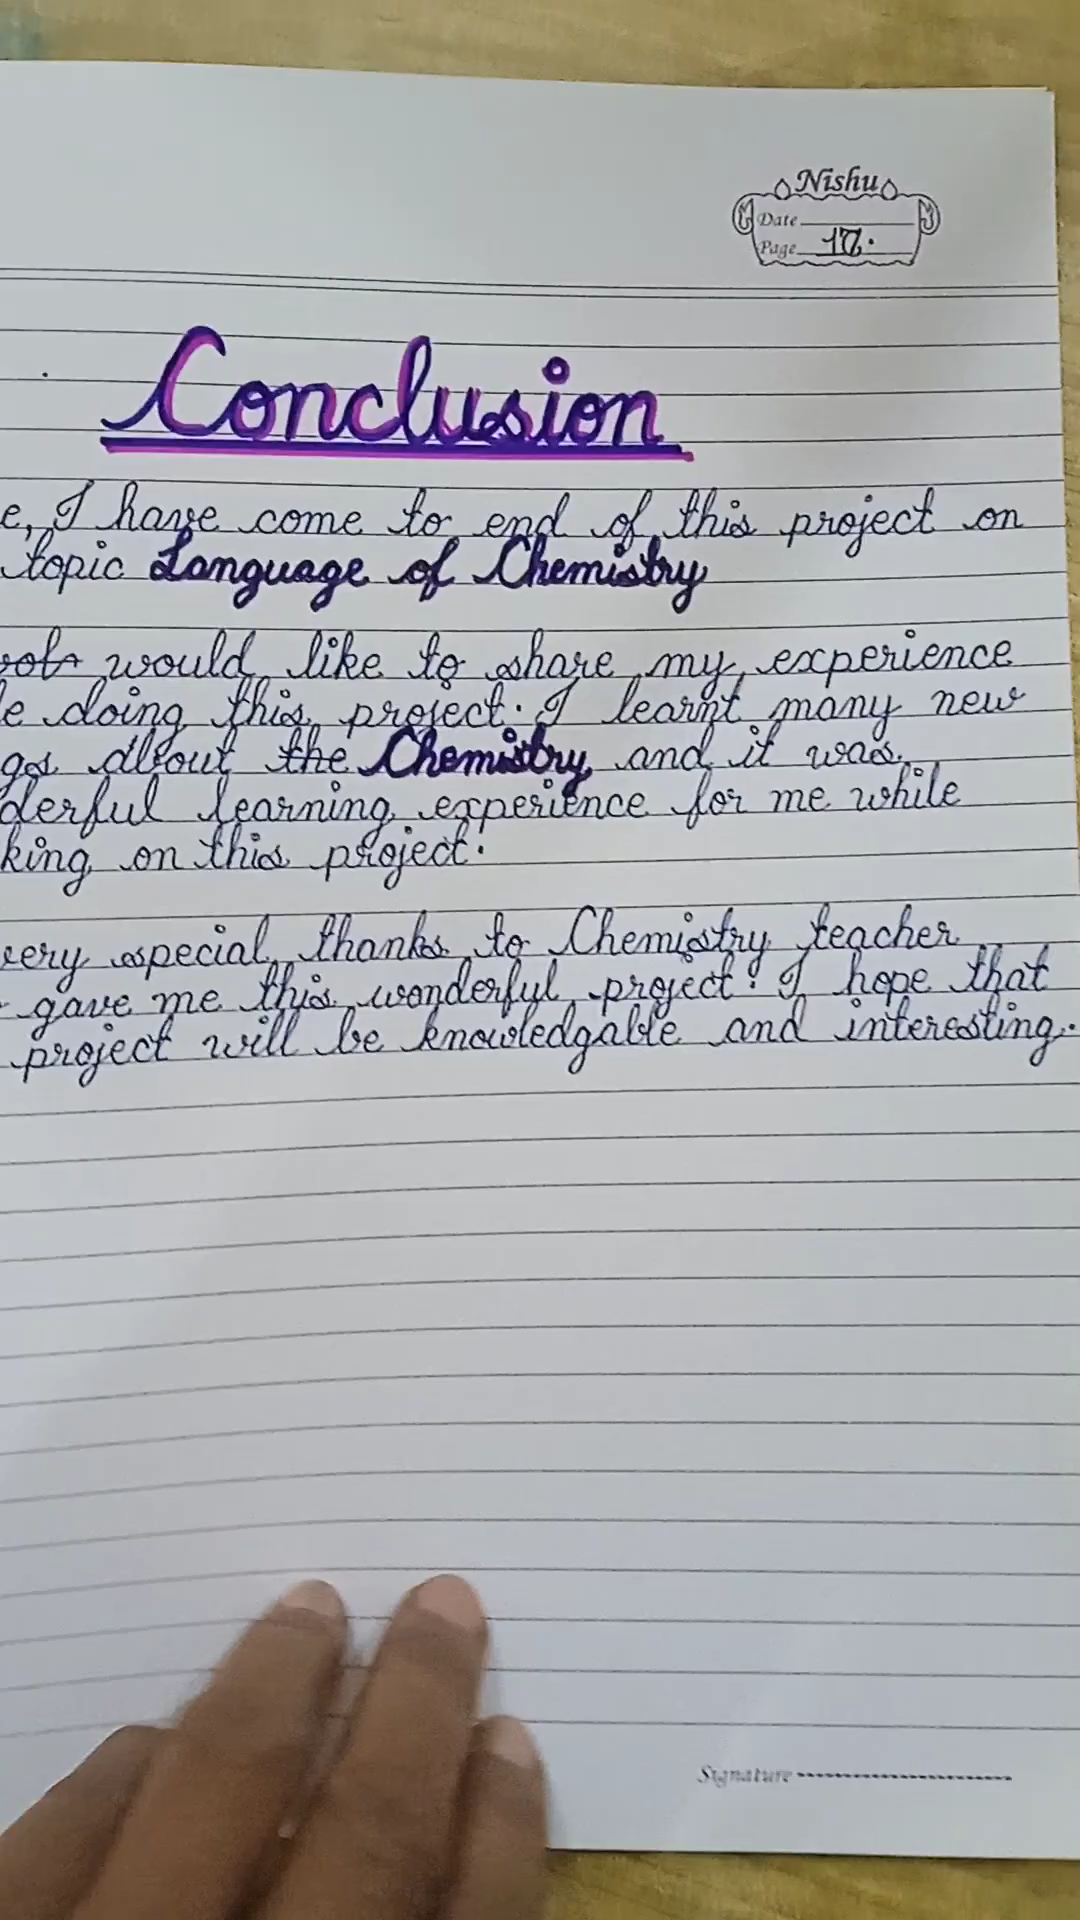 Nishu
Date
Page 17.
Conclusion
e, I have come to end of this project on
topic Language of Chemistry
would like to share my experience
le doing this project. I learnt many new
gs about the Chemistry and it was
derful learning experience for me while
king on this project.
very special thanks to Chemistry teacher
gave me this wonderful project. I hope that
project will be knowledgable and interesting.
Signature